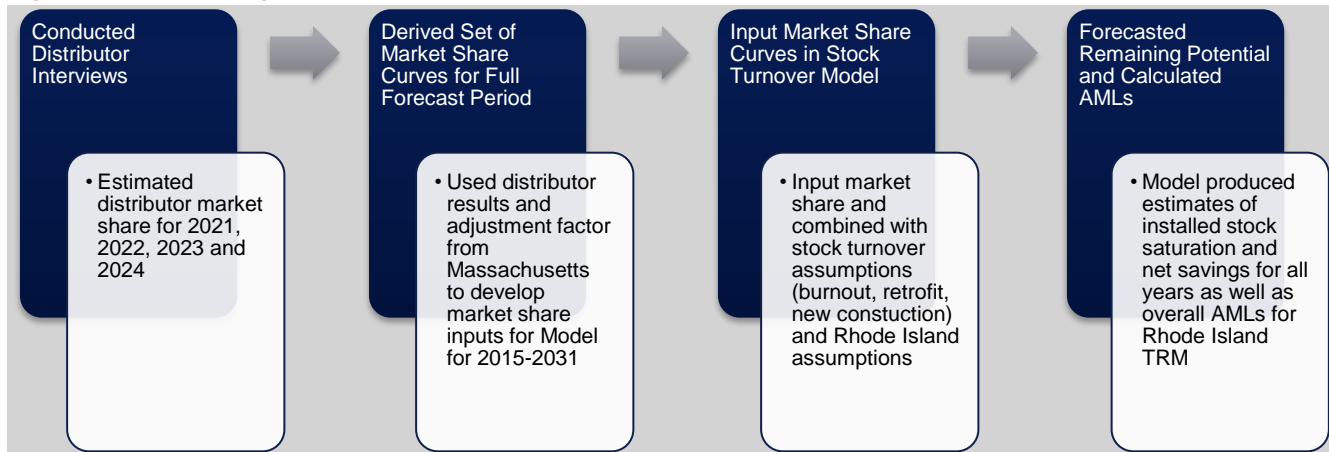 Conducted
Distributor
Interviews
• Estimated
distributor market
share for 2021,
2022, 2023 and
2024
Derived Set of
Market Share
Curves for Full
Forecast Period
• Used distributor
results and
adjustment factor
from
Massachusetts
to develop
market share
inputs for Model
for 2015-2031
Input Market Share
Curves in Stock
Turnover Model
• Input market
share and
combined with
stock turnover
assumptions
(burnout, retrofit,
new constuction)
and Rhode Island
assumptions
Forecasted
Remaining Potential
and Calculated
AMLs
• Model produced
estimates of
installed stock
saturation and
net savings for all
years as well as
overall AMLs for
Rhode Island
TRM